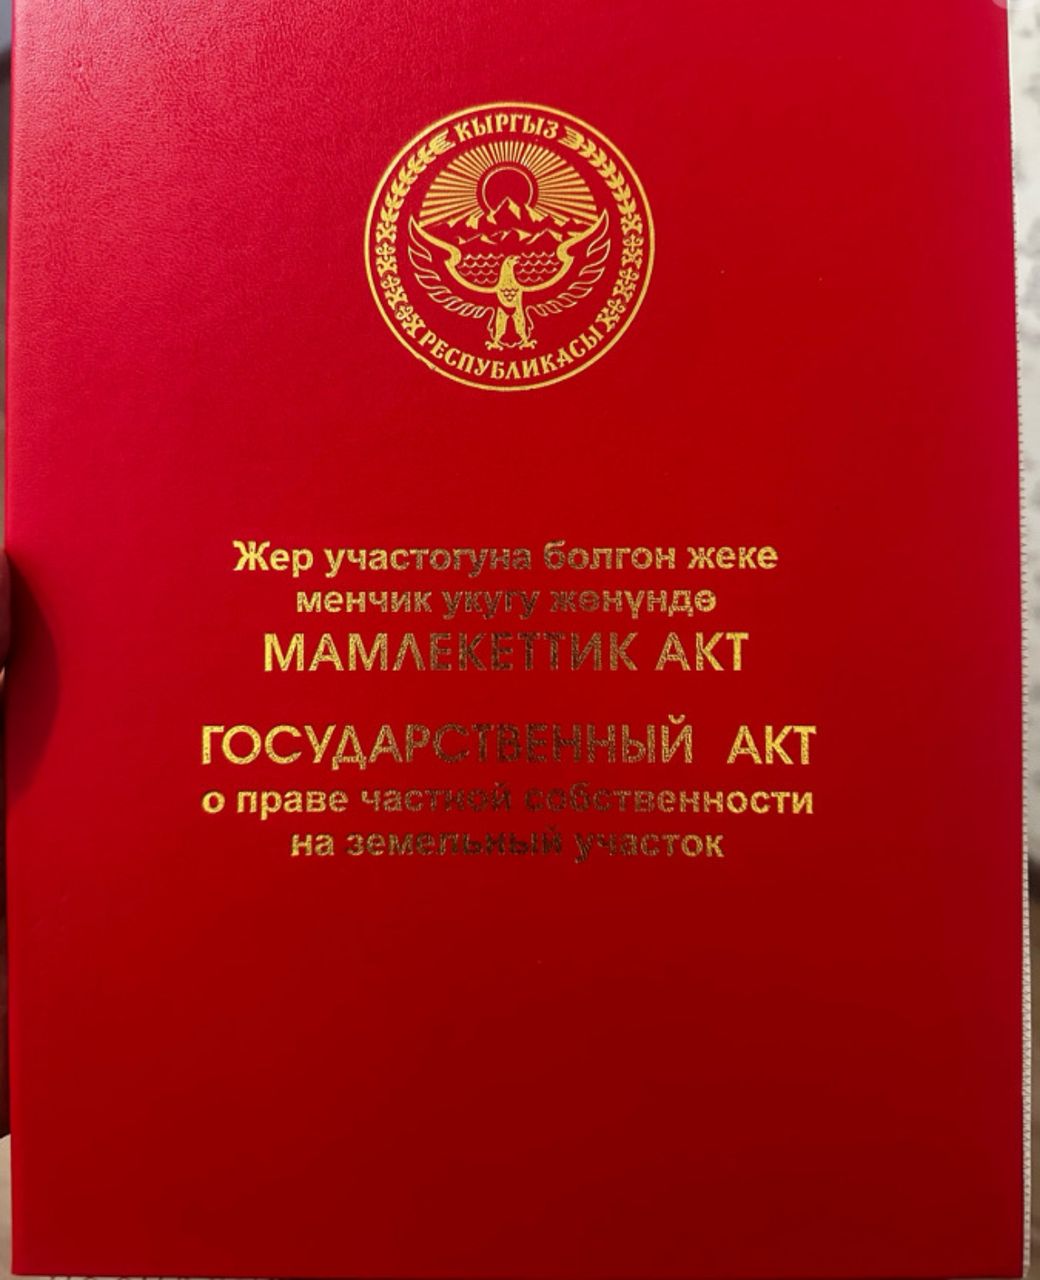 КЫРГЫЗ
РЕСПУБЛИКАСЫ
Жер участогуна болгон жеке
менчик укугу жөнүндө
МАМЛЕКЕТТИК АКТ
ГОСУДАРСТВЕННЫЙ АКТ
о праве частной собственности
на земельный участок